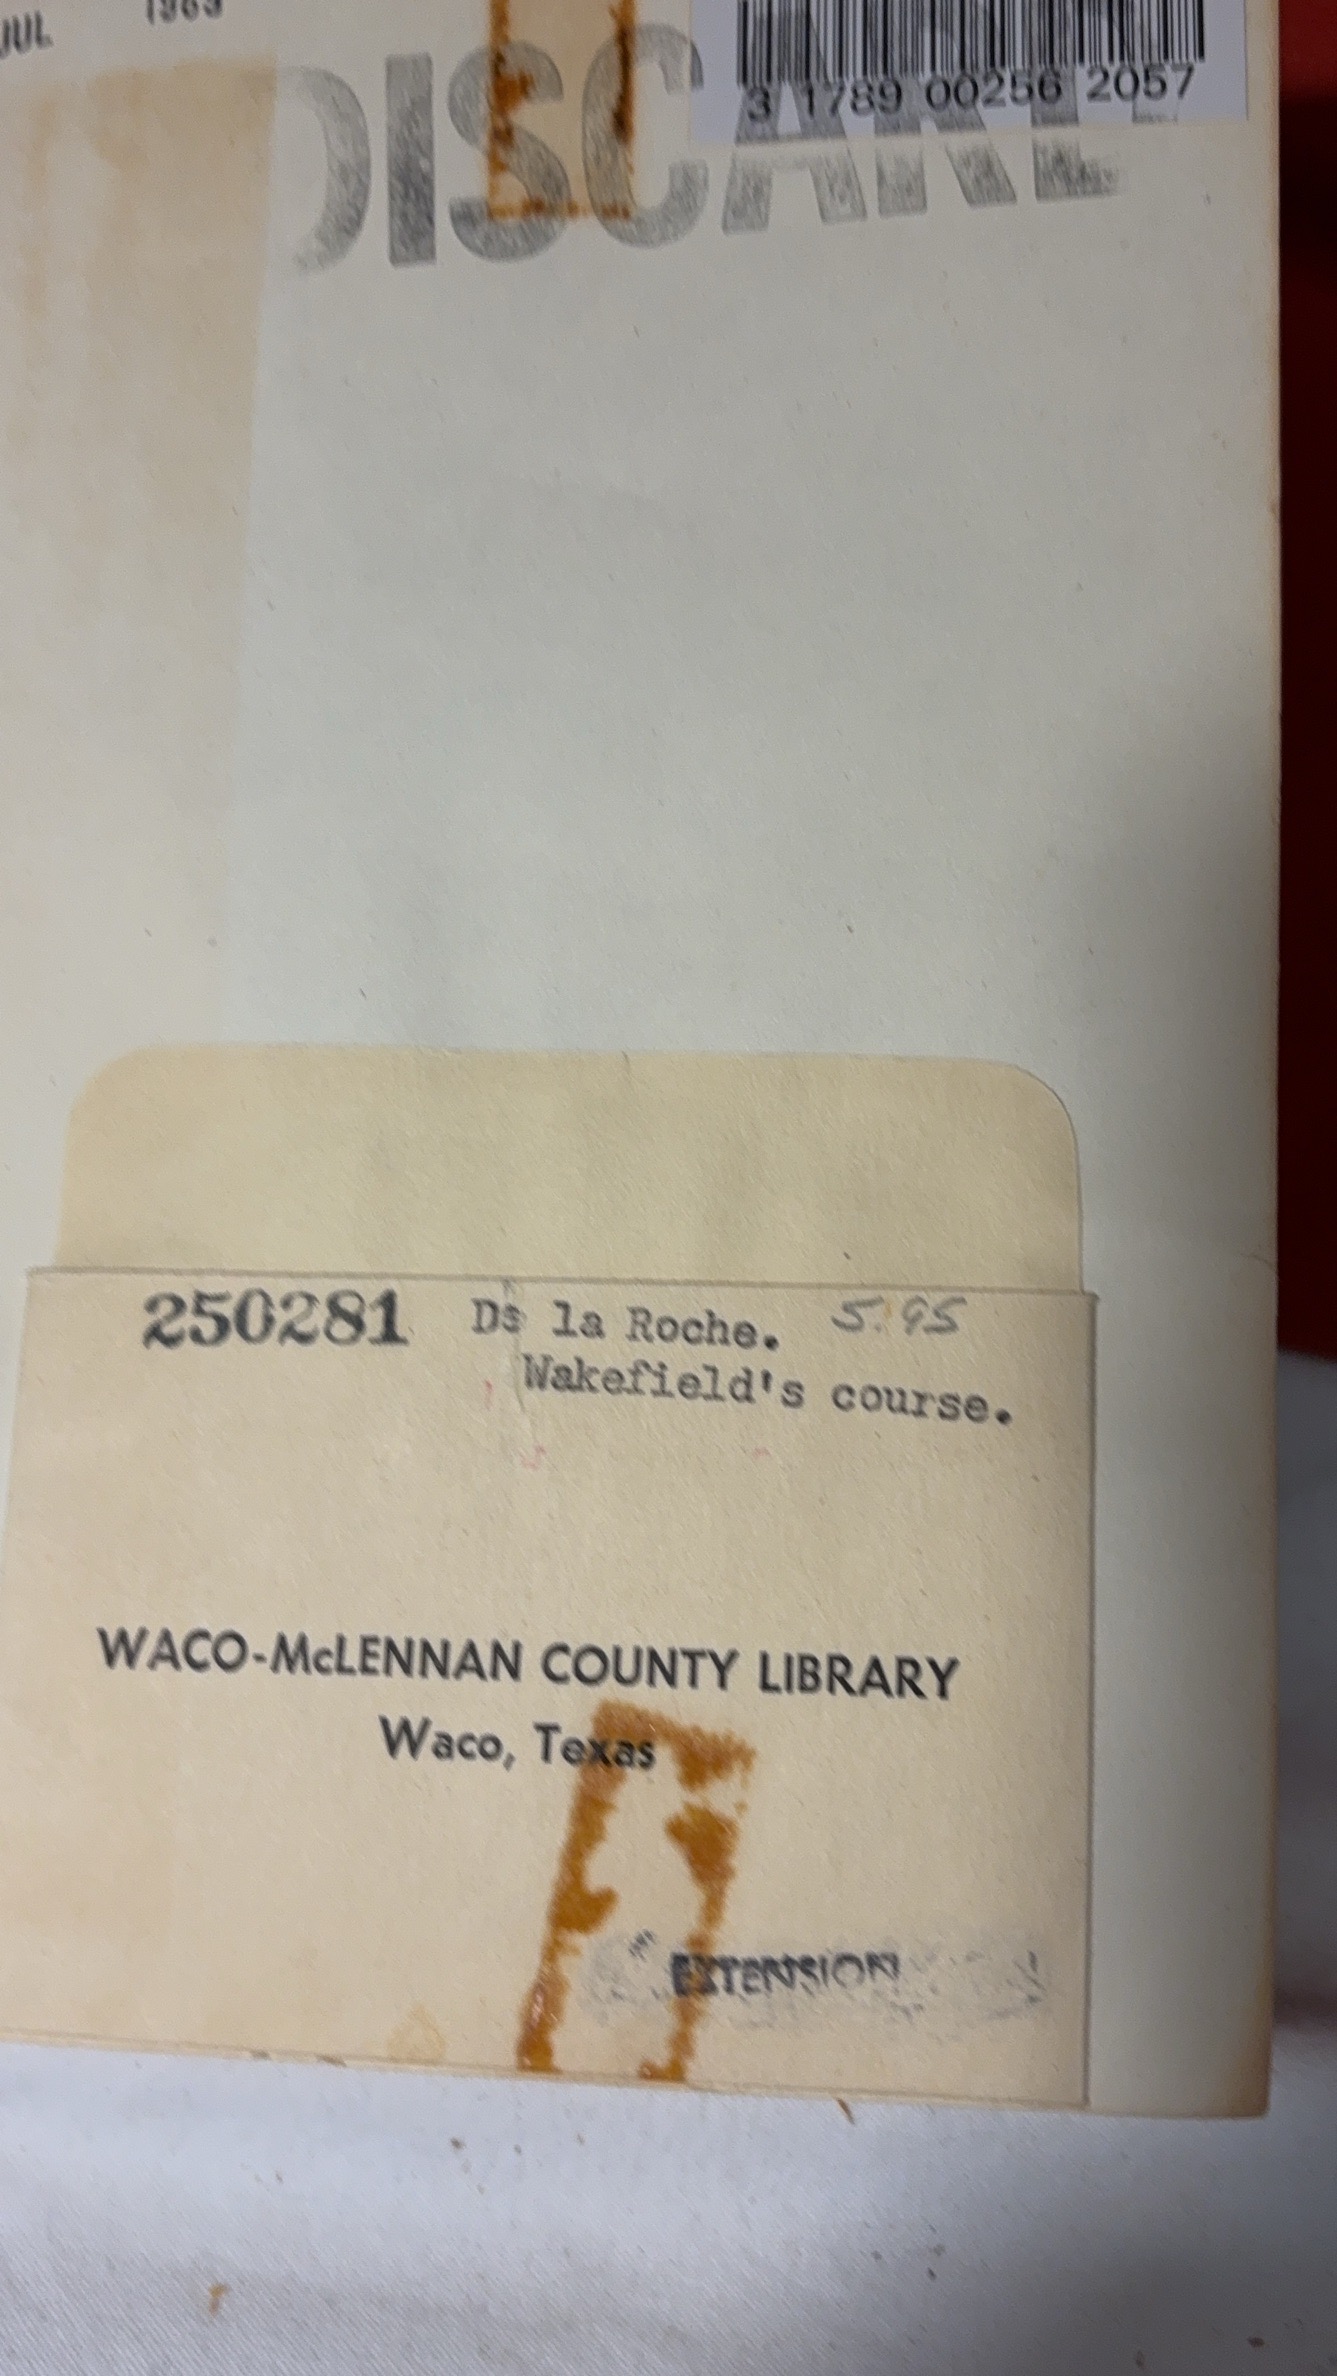 JUL 1963
DISCARD
3 1789 00256 2057
250281 De la Roche. 5.95
Wakefield's course.
WACO-McLENNAN COUNTY LIBRARY
Waco, Texas
EXTENSION